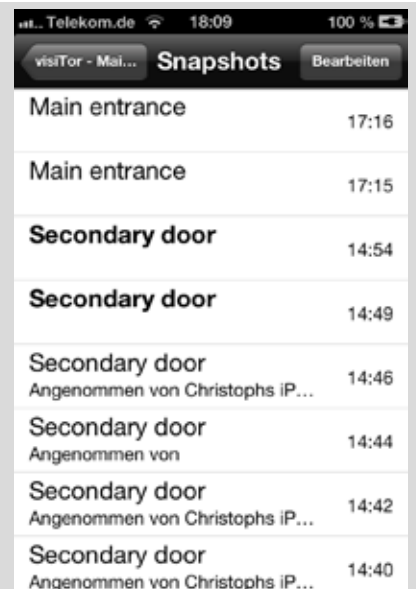 ... Telekom.de 18:09 100 %
visiTor - Mai... Snapshots Bearbeiten
Main entrance
17:16
Main entrance
17:15
Secondary door
14:54
Secondary door
14:49
Secondary door
14:46
Angenommen von Christophs iP...
Secondary door
14:44
Angenommen von
Secondary door
14:42
Angenommen von Christophs iP...
Secondary door
14:40
Angenommen von Christophs iP...